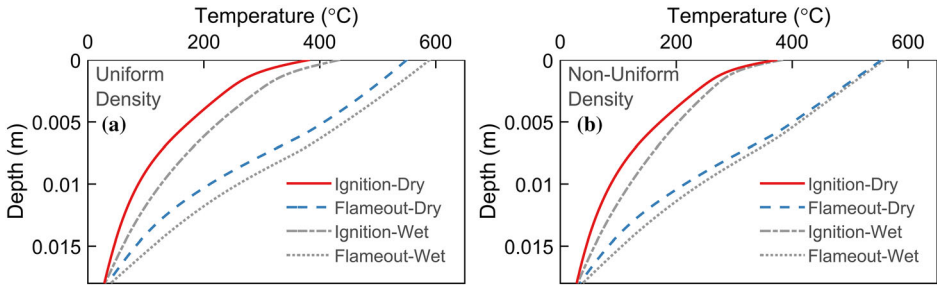 Temperature (°C)
0 200 400 600
0
0.005
0.01
0.015
Depth (m)
Uniform
Density
(a)
Ignition-Dry
Flameout-Dry
Ignition-Wet
Flameout-Wet
Temperature (°C)
0 200 400 600
0
0.005
0.01
0.015
Depth (m)
Non-Uniform
Density
(b)
Ignition-Dry
Flameout-Dry
Ignition-Wet
Flameout-Wet